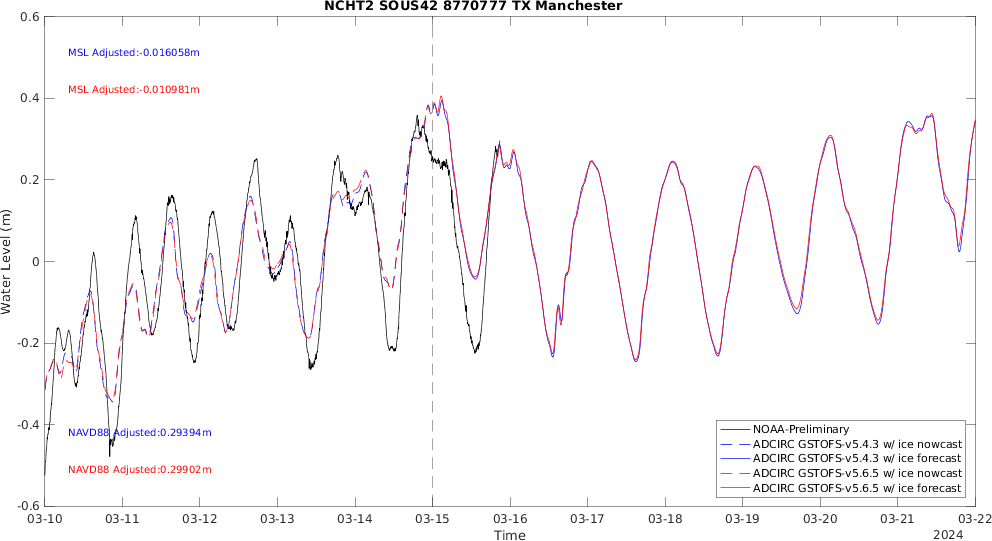 NCHT2 SOUS42 8770777 TX Manchester
0.6
MSL Adjusted:-0.016058m
0.4
MSL Adjusted:-0.010981m
0.2
Water Level (m)
0
-0.2
-0.4
NAVD88 Adjusted:0.29394m
NOAA-Preliminary
ADCIRC GSTOFS-v5.4.3 w/ ice nowcast
ADCIRC GSTOFS-v5.4.3 w/ ice forecast
NAVD88 Adjusted:0.29902m
ADCIRC GSTOFS-v5.6.5 w/ ice nowcast
ADCIRC GSTOFS-v5.6.5 w/ ice forecast
-0.6
03-10 03-11 03-12 03-13 03-14 03-15 03-16 03-17 03-18 03-19 03-20 03-21 03-22
Time
2024